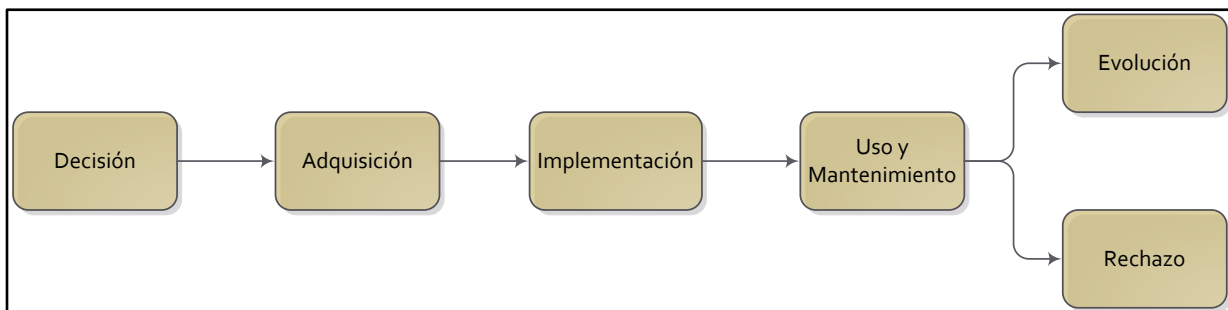 Decisión
Adquisición
Implementación
Uso y
Mantenimiento
Evolución
Rechazo